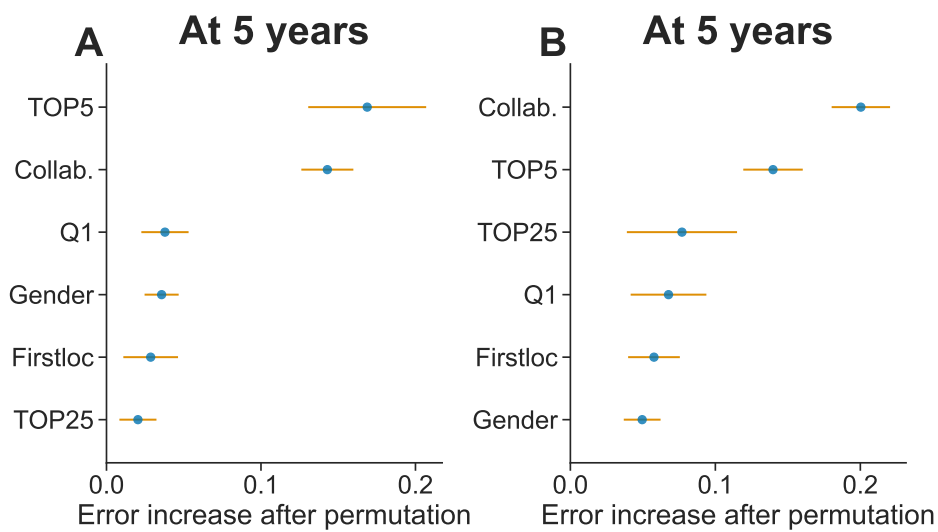 A
At 5 years
TOP5
Collab.
Q1
Gender
Firstloc
TOP25
0.0 0.1 0.2
Error increase after permutation
B
At 5 years
Collab.
TOP5
TOP25
Q1
Firstloc
Gender
0.0 0.1 0.2
Error increase after permutation